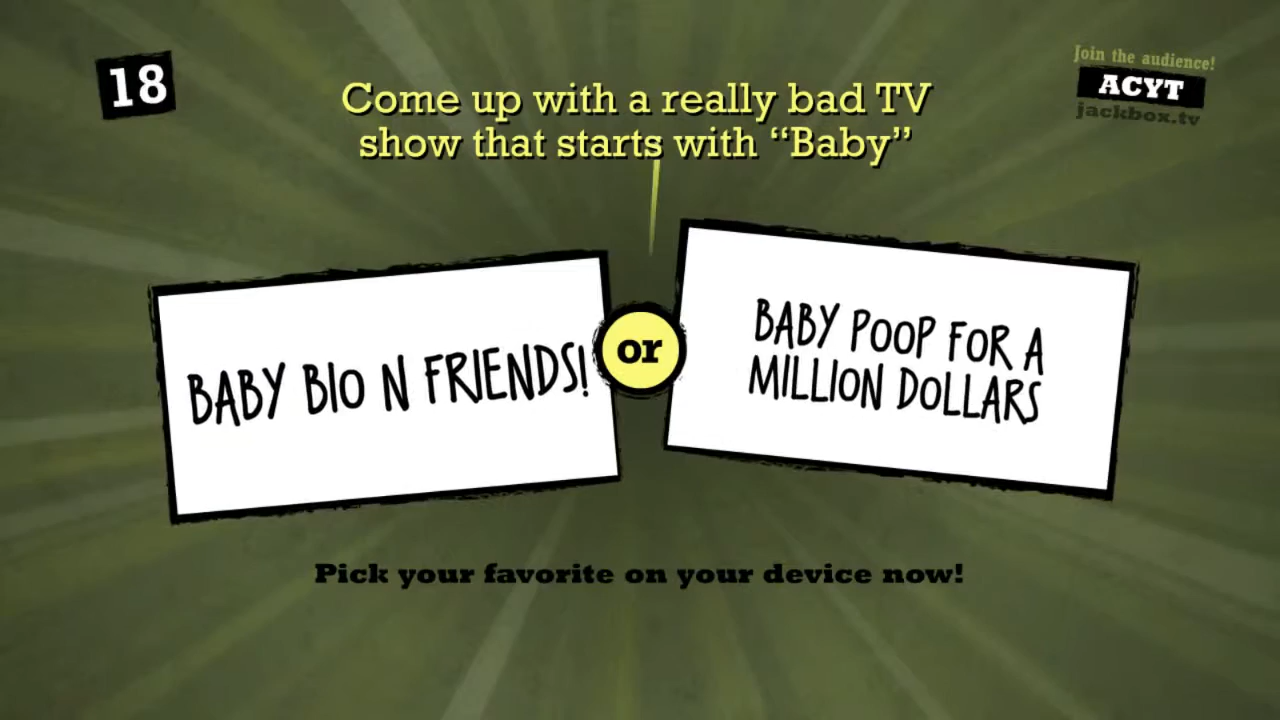 18
Come up with a really bad TV
show that starts with “Baby”
Join the audience!
ACYT
jackbox.tv
BABY BIO N FRIENDS!
or
BABY POOP FOR A
MILLION DOLLARS
Pick your favorite on your device now!